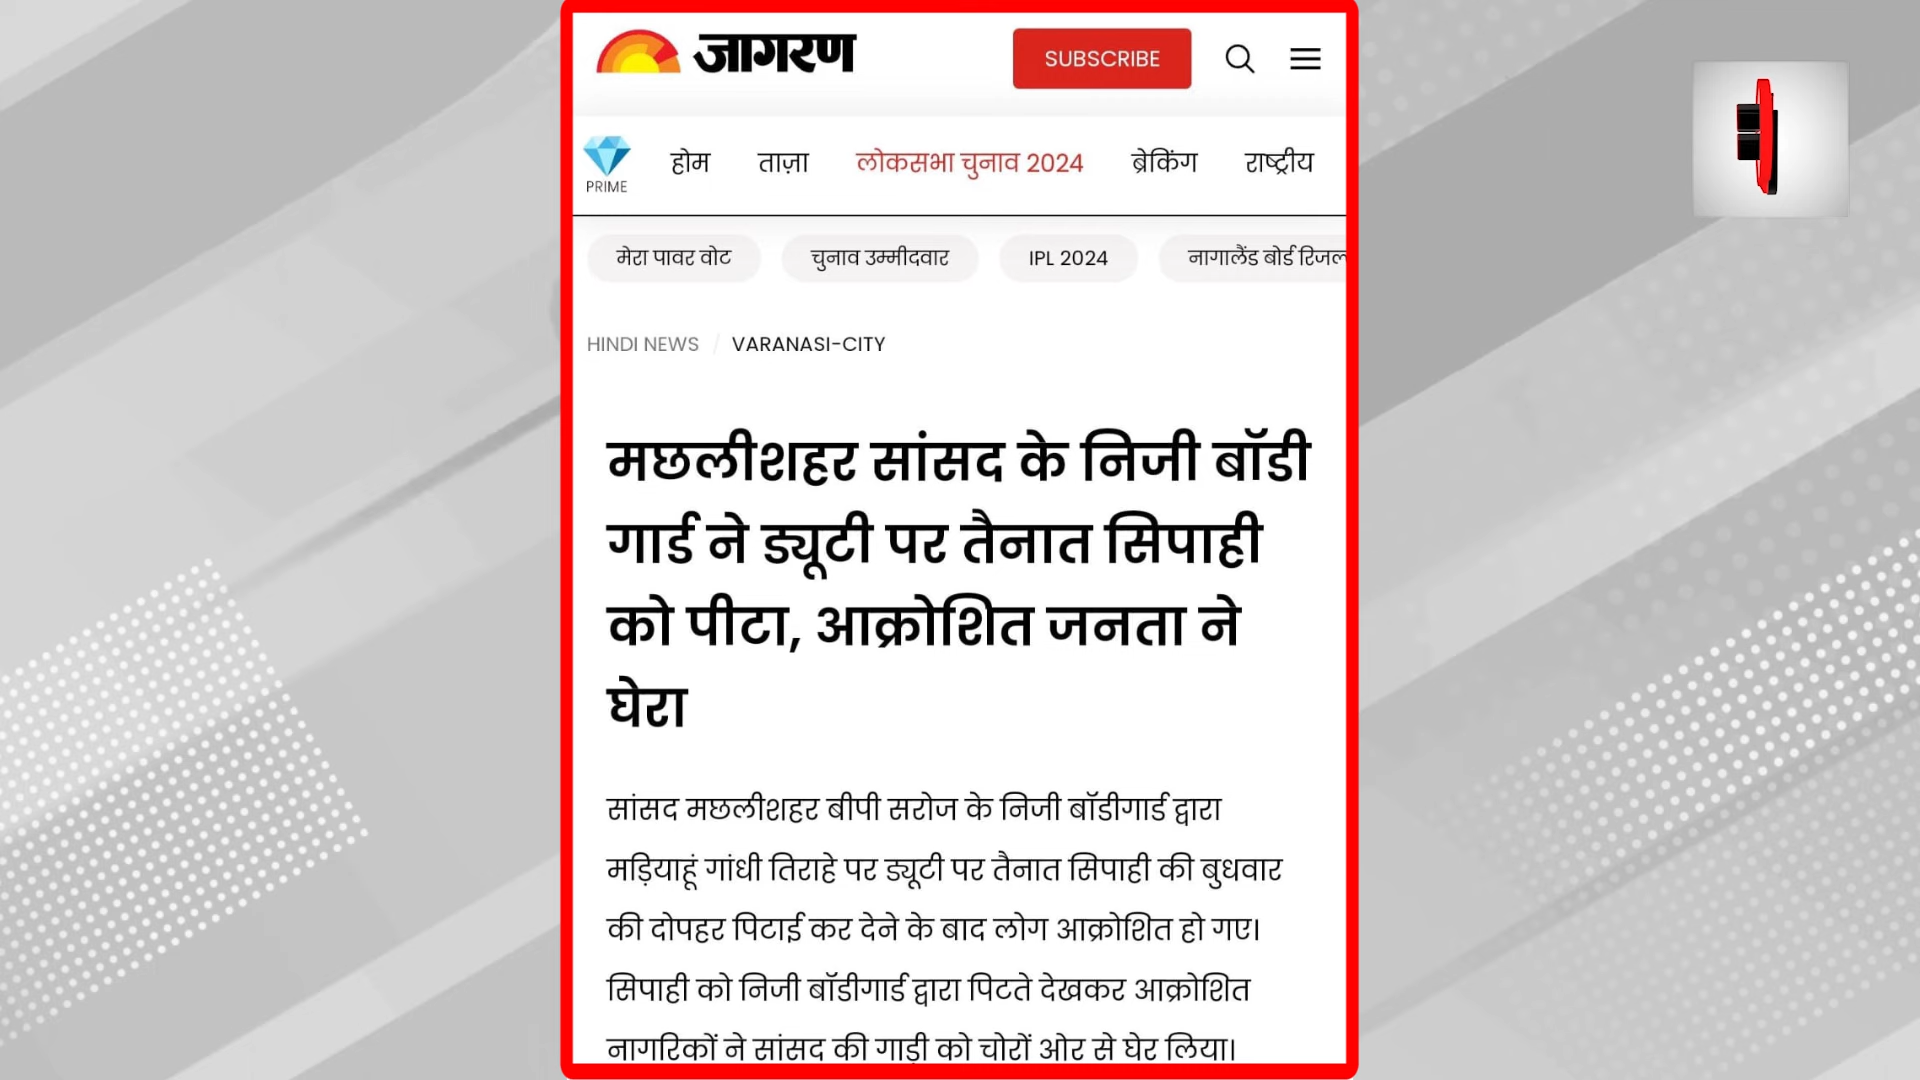 जागरण
SUBSCRIBE
PRIME
होम ताज़ा लोकसभा चुनाव 2024 ब्रेकिंग राष्ट्रीय
मेरा पावर वोट चुनाव उम्मीदवार IPL 2024 नागालैंड बोर्ड रिजल्
HINDI NEWS / VARANASI-CITY
मछलीशहर सांसद के निजी बॉडी
गार्ड ने ड्यूटी पर तैनात सिपाही
को पीटा, आक्रोशित जनता ने
घेरा
सांसद मछलीशहर बीपी सरोज के निजी बॉडीगार्ड द्वारा
मड़ियाहूं गांधी तिराहे पर ड्यूटी पर तैनात सिपाही की बुधवार
की दोपहर पिटाई कर देने के बाद लोग आक्रोशित हो गए।
सिपाही को निजी बॉडीगार्ड द्वारा पिटते देखकर आक्रोशित
नागरिकों ने सांसद की गाड़ी को चोरों ओर से घेर लिया।